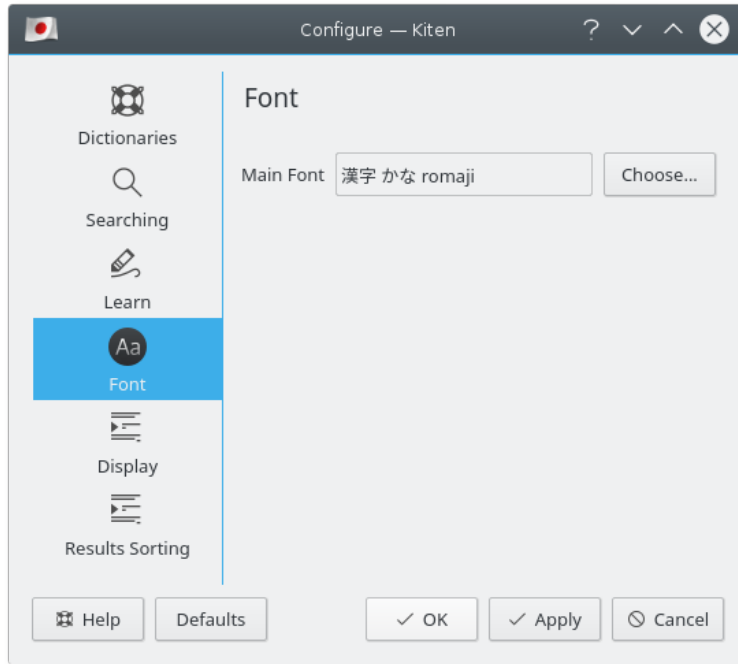 Configure — Kiten
Dictionaries
Searching
Learn
Aa
Font
Display
Results Sorting
Font
Main Font 漢字 かな romaji Choose...
Help Defaults OK Apply Cancel